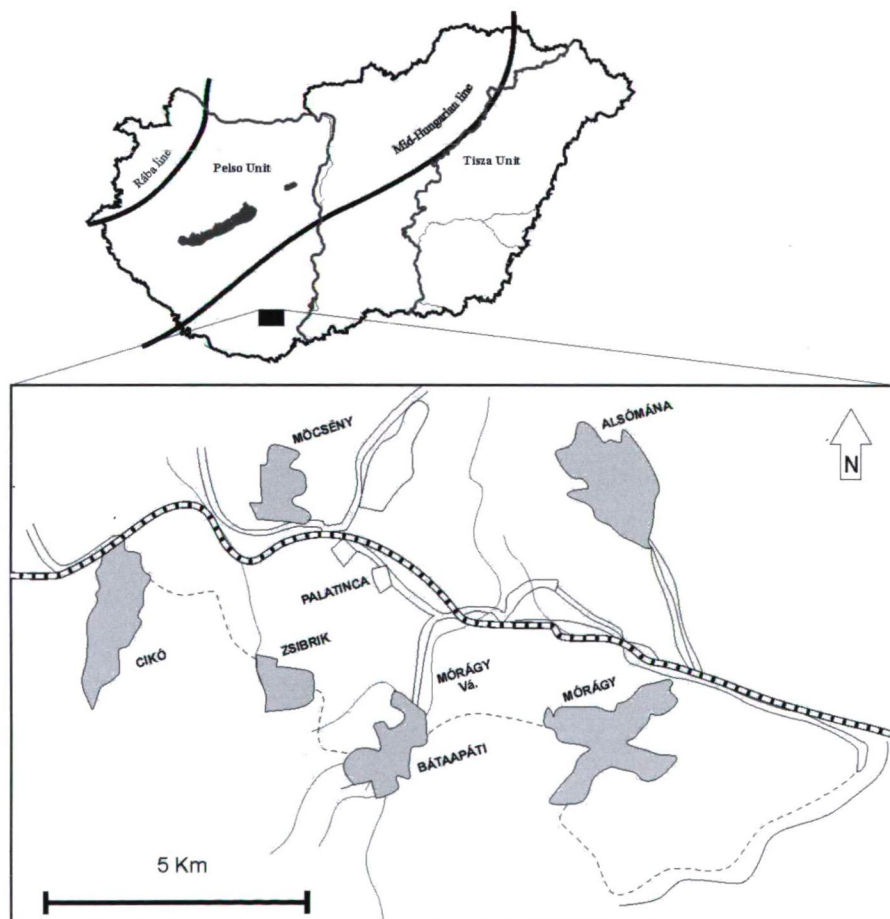 Rába line
Pelso Unit
Mid-Hungarian line
Tisza Unit
MÖCSÉNY
ALSÓMÁNA
N
PALATINCA
CIKÓ
ZSIBRIK
MÓRÁGY
Vá.
MÓRÁGY
BÁTAAPÁTI
5 Km